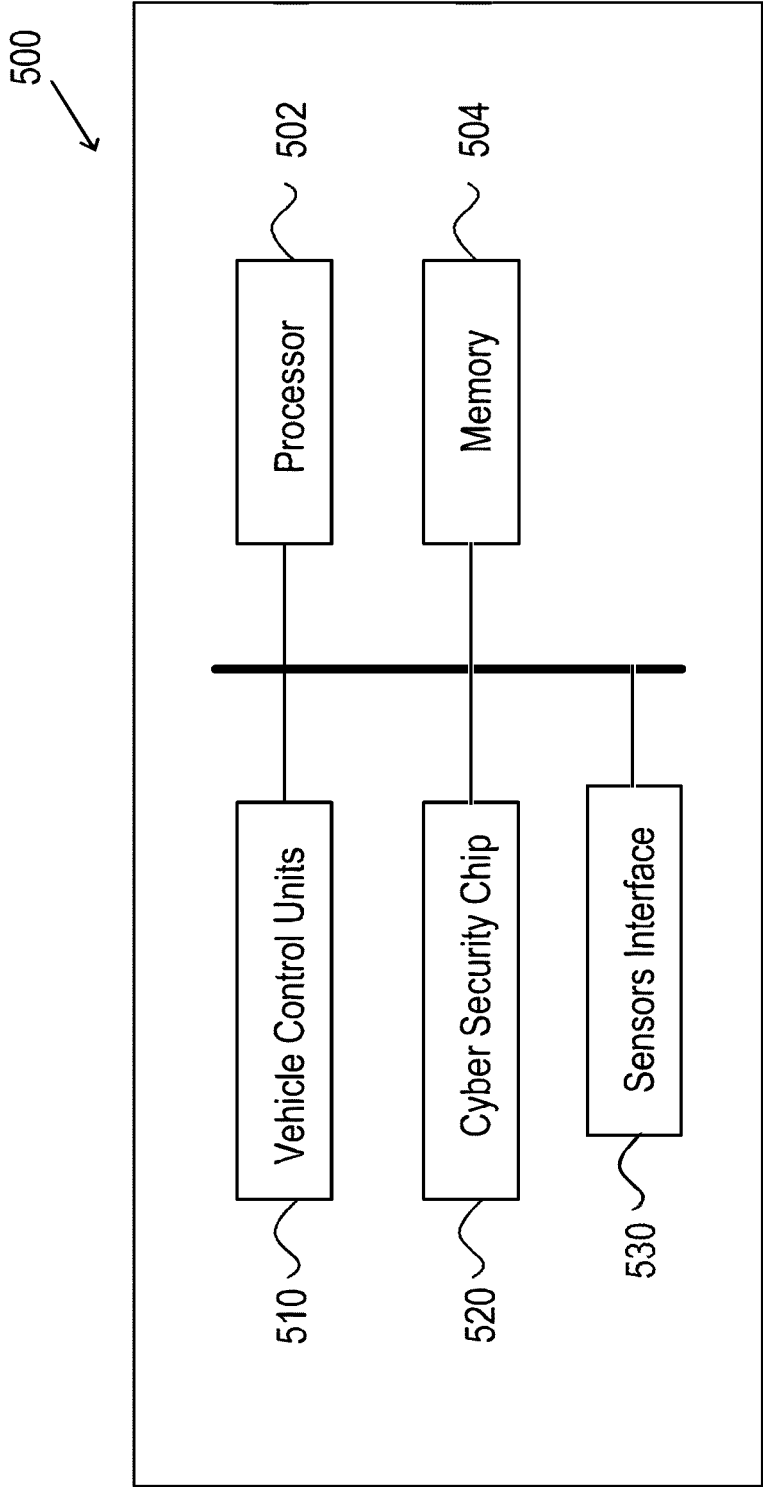 500
510
Vehicle Control Units
Processor
502
520
Cyber Security Chip
Memory
504
530
Sensors Interface